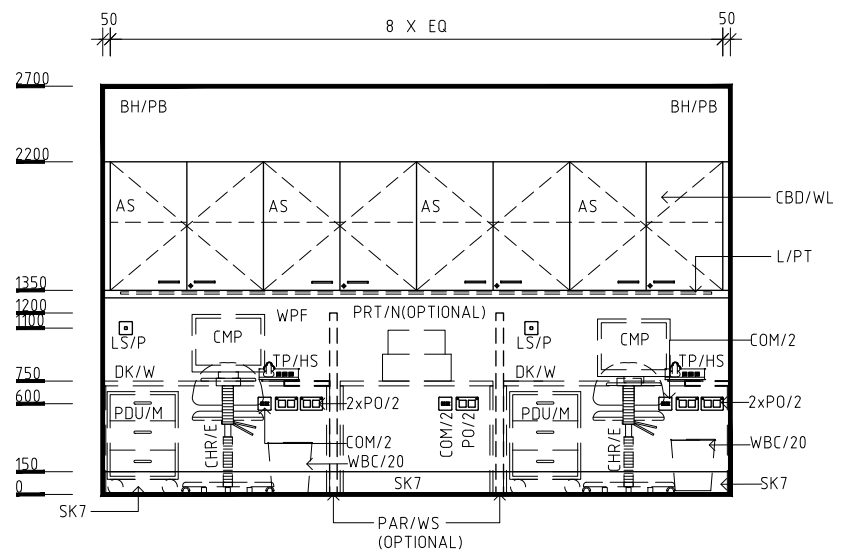 50
8 X EQ
50
2700
BH/PB
BH/PB
2200
AS
AS
AS
AS
CBD/WL
L/PT
1350
1200
1100
WPF
PRT/N(OPTIONAL)
LS/P
CMP
LS/P
CMP
COM/2
TP/HS
TP/HS
DK/W
DK/W
750
600
PDU/M
2xPO/2
PDU/M
2xPO/2
CHR/E
COM/2
COM/2
PO/2
CHR/E
WBC/20
WBC/20
150
0
SK7
SK7
SK7
PAR/WS
(OPTIONAL)